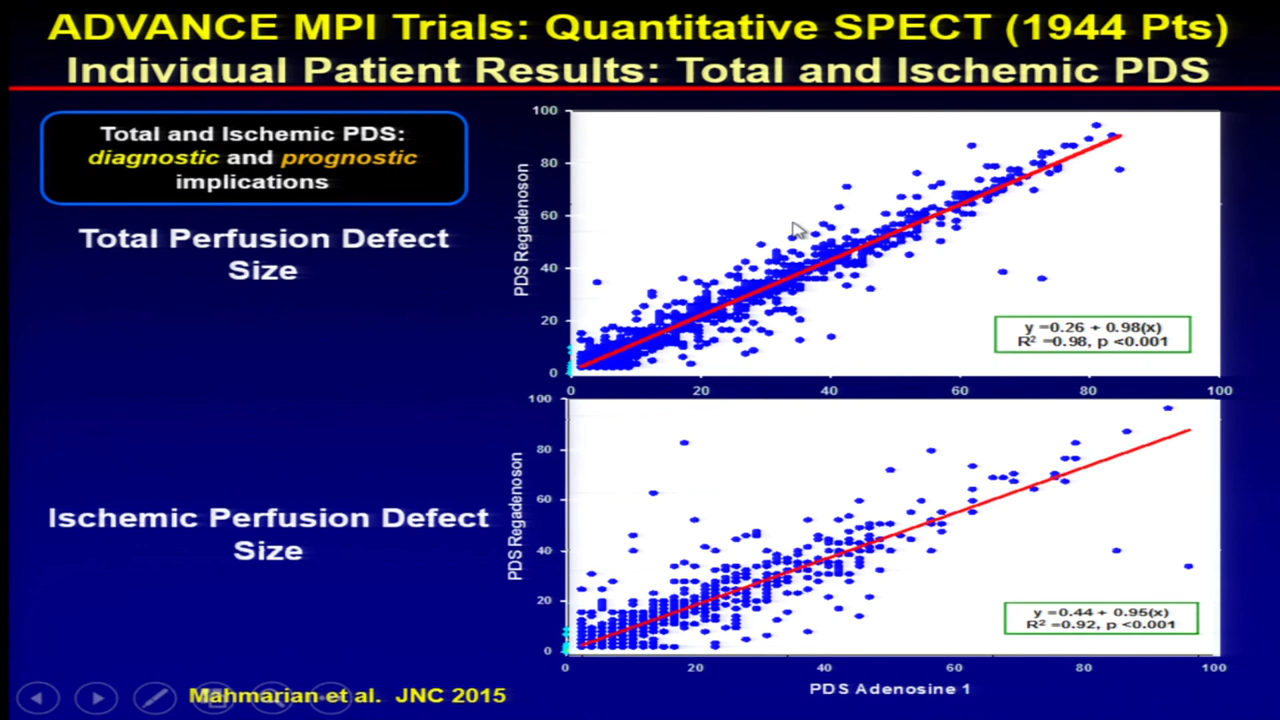 ADVANCE MPI Trials: Quantitative SPECT (1944 Pts)
Individual Patient Results: Total and Ischemic PDS
Total and Ischemic PDS:
diagnostic and prognostic
implications
Total Perfusion Defect
Size
PDS Regadenoson
100
80
60
40
20
0
0 20 40 60 80 100
y =0.26 + 0.98(x)
R² =0.98, p <0.001
Ischemic Perfusion Defect
Size
PDS Regadenoson
100
80
60
40
20
0
0 20 40 60 80 100
y =0.44 + 0.95(x)
R² =0.92, p <0.001
PDS Adenosine 1
Mahmarian et al. JNC 2015